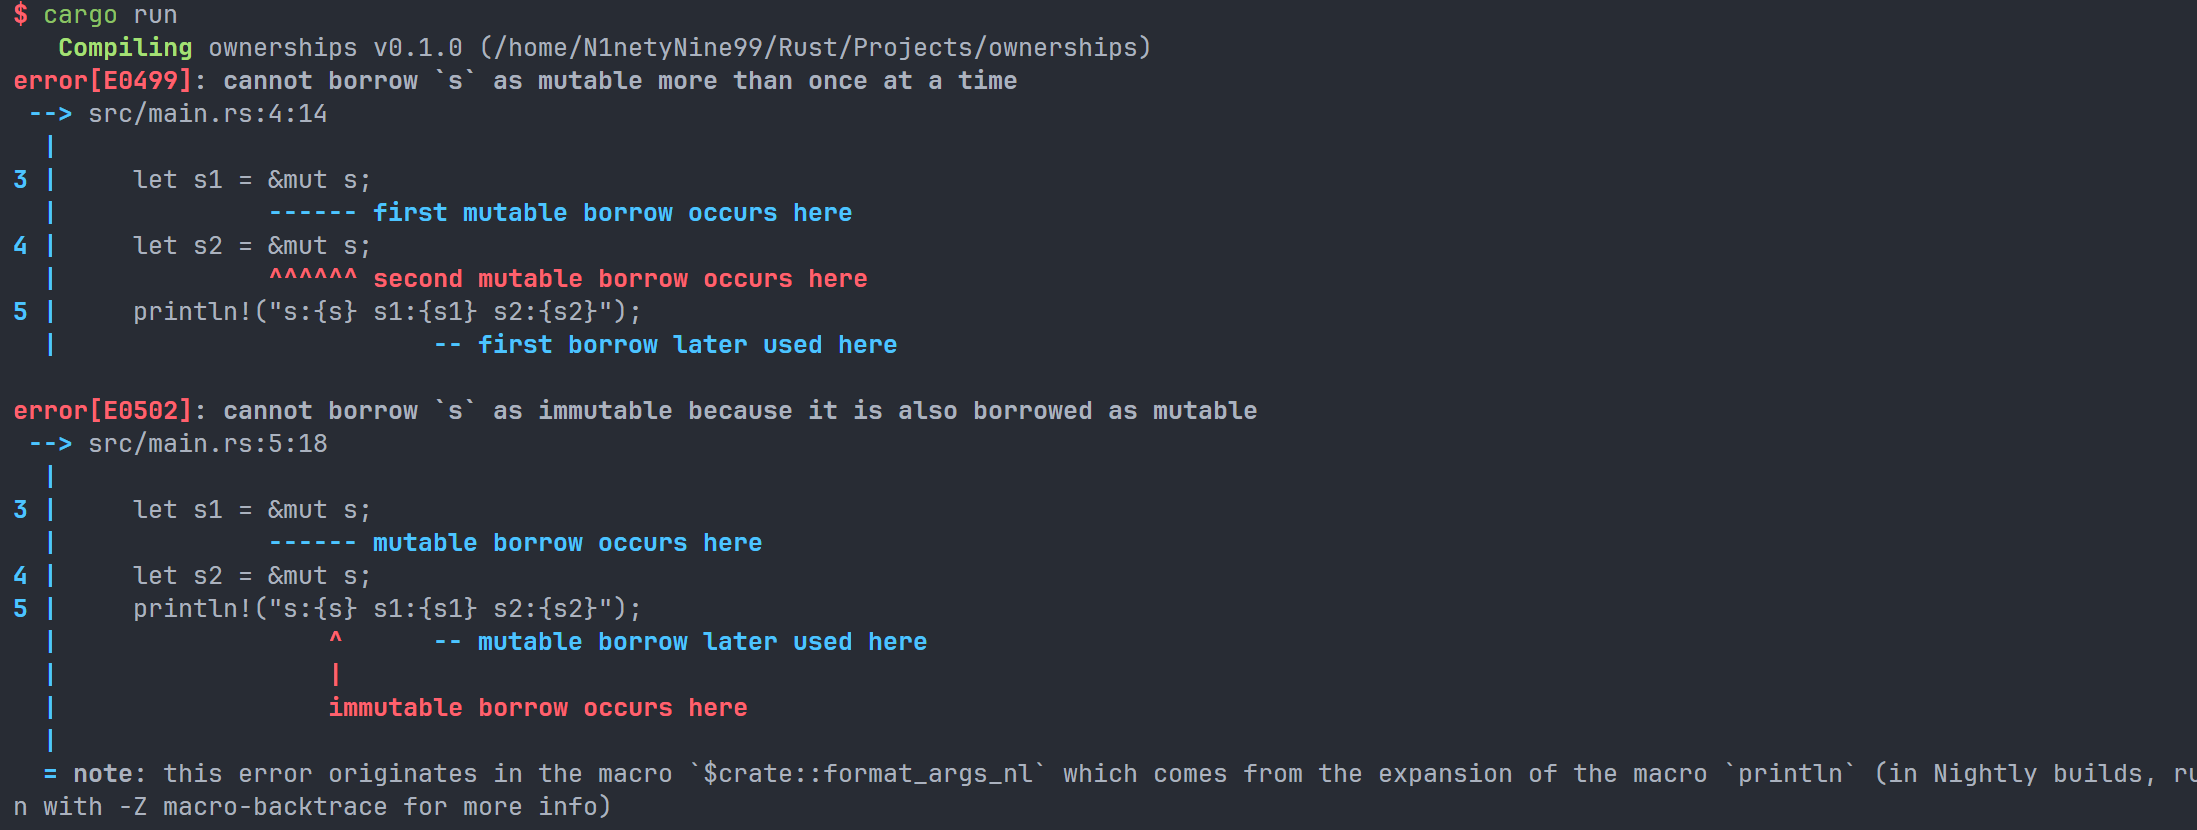 $ cargo run
   Compiling ownerships v0.1.0 (/home/N1netyNine99/Rust/Projects/ownerships)
error[E0499]: cannot borrow `s` as mutable more than once at a time
 --> src/main.rs:4:14
  |
3 |     let s1 = &mut s;
  |              ------ first mutable borrow occurs here
4 |     let s2 = &mut s;
  |              ^^^^^^ second mutable borrow occurs here
5 |     println!("s:{s} s1:{s1} s2:{s2}");
  |                         -- first borrow later used here

error[E0502]: cannot borrow `s` as immutable because it is also borrowed as mutable
 --> src/main.rs:5:18
  |
3 |     let s1 = &mut s;
  |              ------ mutable borrow occurs here
4 |     let s2 = &mut s;
5 |     println!("s:{s} s1:{s1} s2:{s2}");
  |                  ^      -- mutable borrow later used here
  |                  |
  |                  immutable borrow occurs here
  |
  = note: this error originates in the macro `$crate::format_args_nl` which comes from the expansion of the macro `println` (in Nightly builds, ru
n with -Z macro-backtrace for more info)